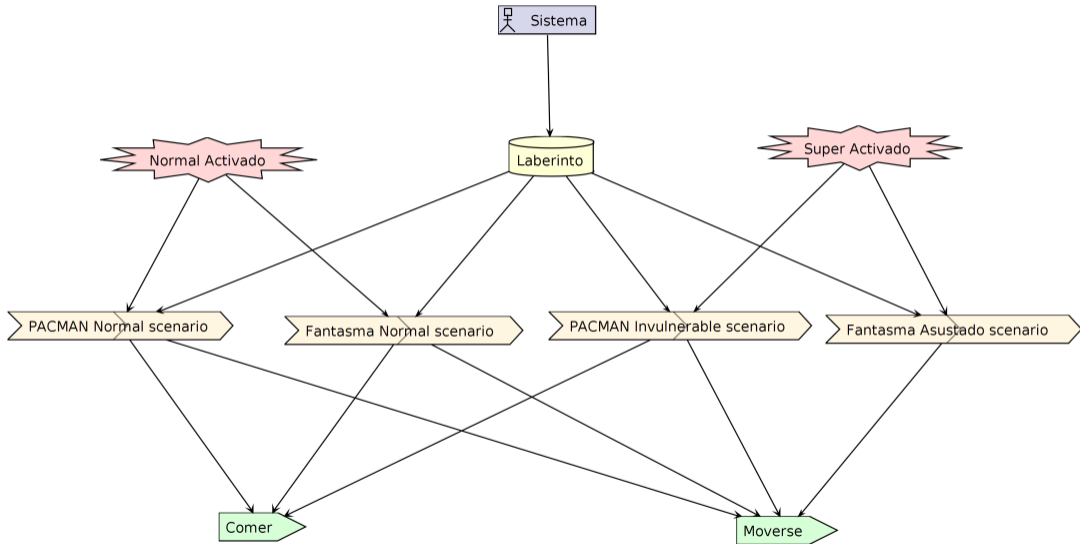 Sistema
Normal Activado
Laberinto
Super Activado
PACMAN Normal scenario
Fantasma Normal scenario
PACMAN Invulnerable scenario
Fantasma Asustado scenario
Comer
Moverse